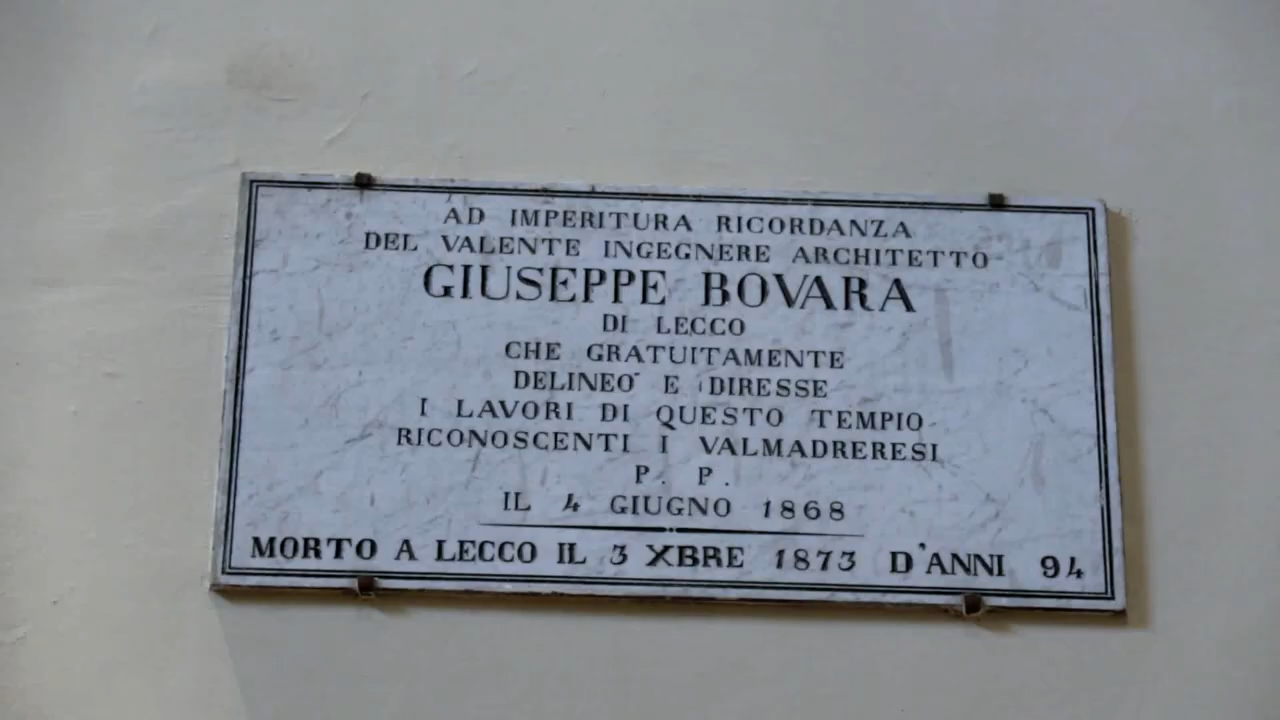 AD IMPERITURA RICORDANZA
DEL VALENTE INGEGNERE ARCHITETTO
GIUSEPPE BOVARA
DI LECCO
CHE GRATUITAMENTE
DELINEO' E DIRESSE
I LAVORI DI QUESTO TEMPIO
RICONOSCENTI I VALMADRERESI
P. P.
IL 4 GIUGNO 1868
MORTO A LECCO IL 3 XBRE 1873 D'ANNI 94